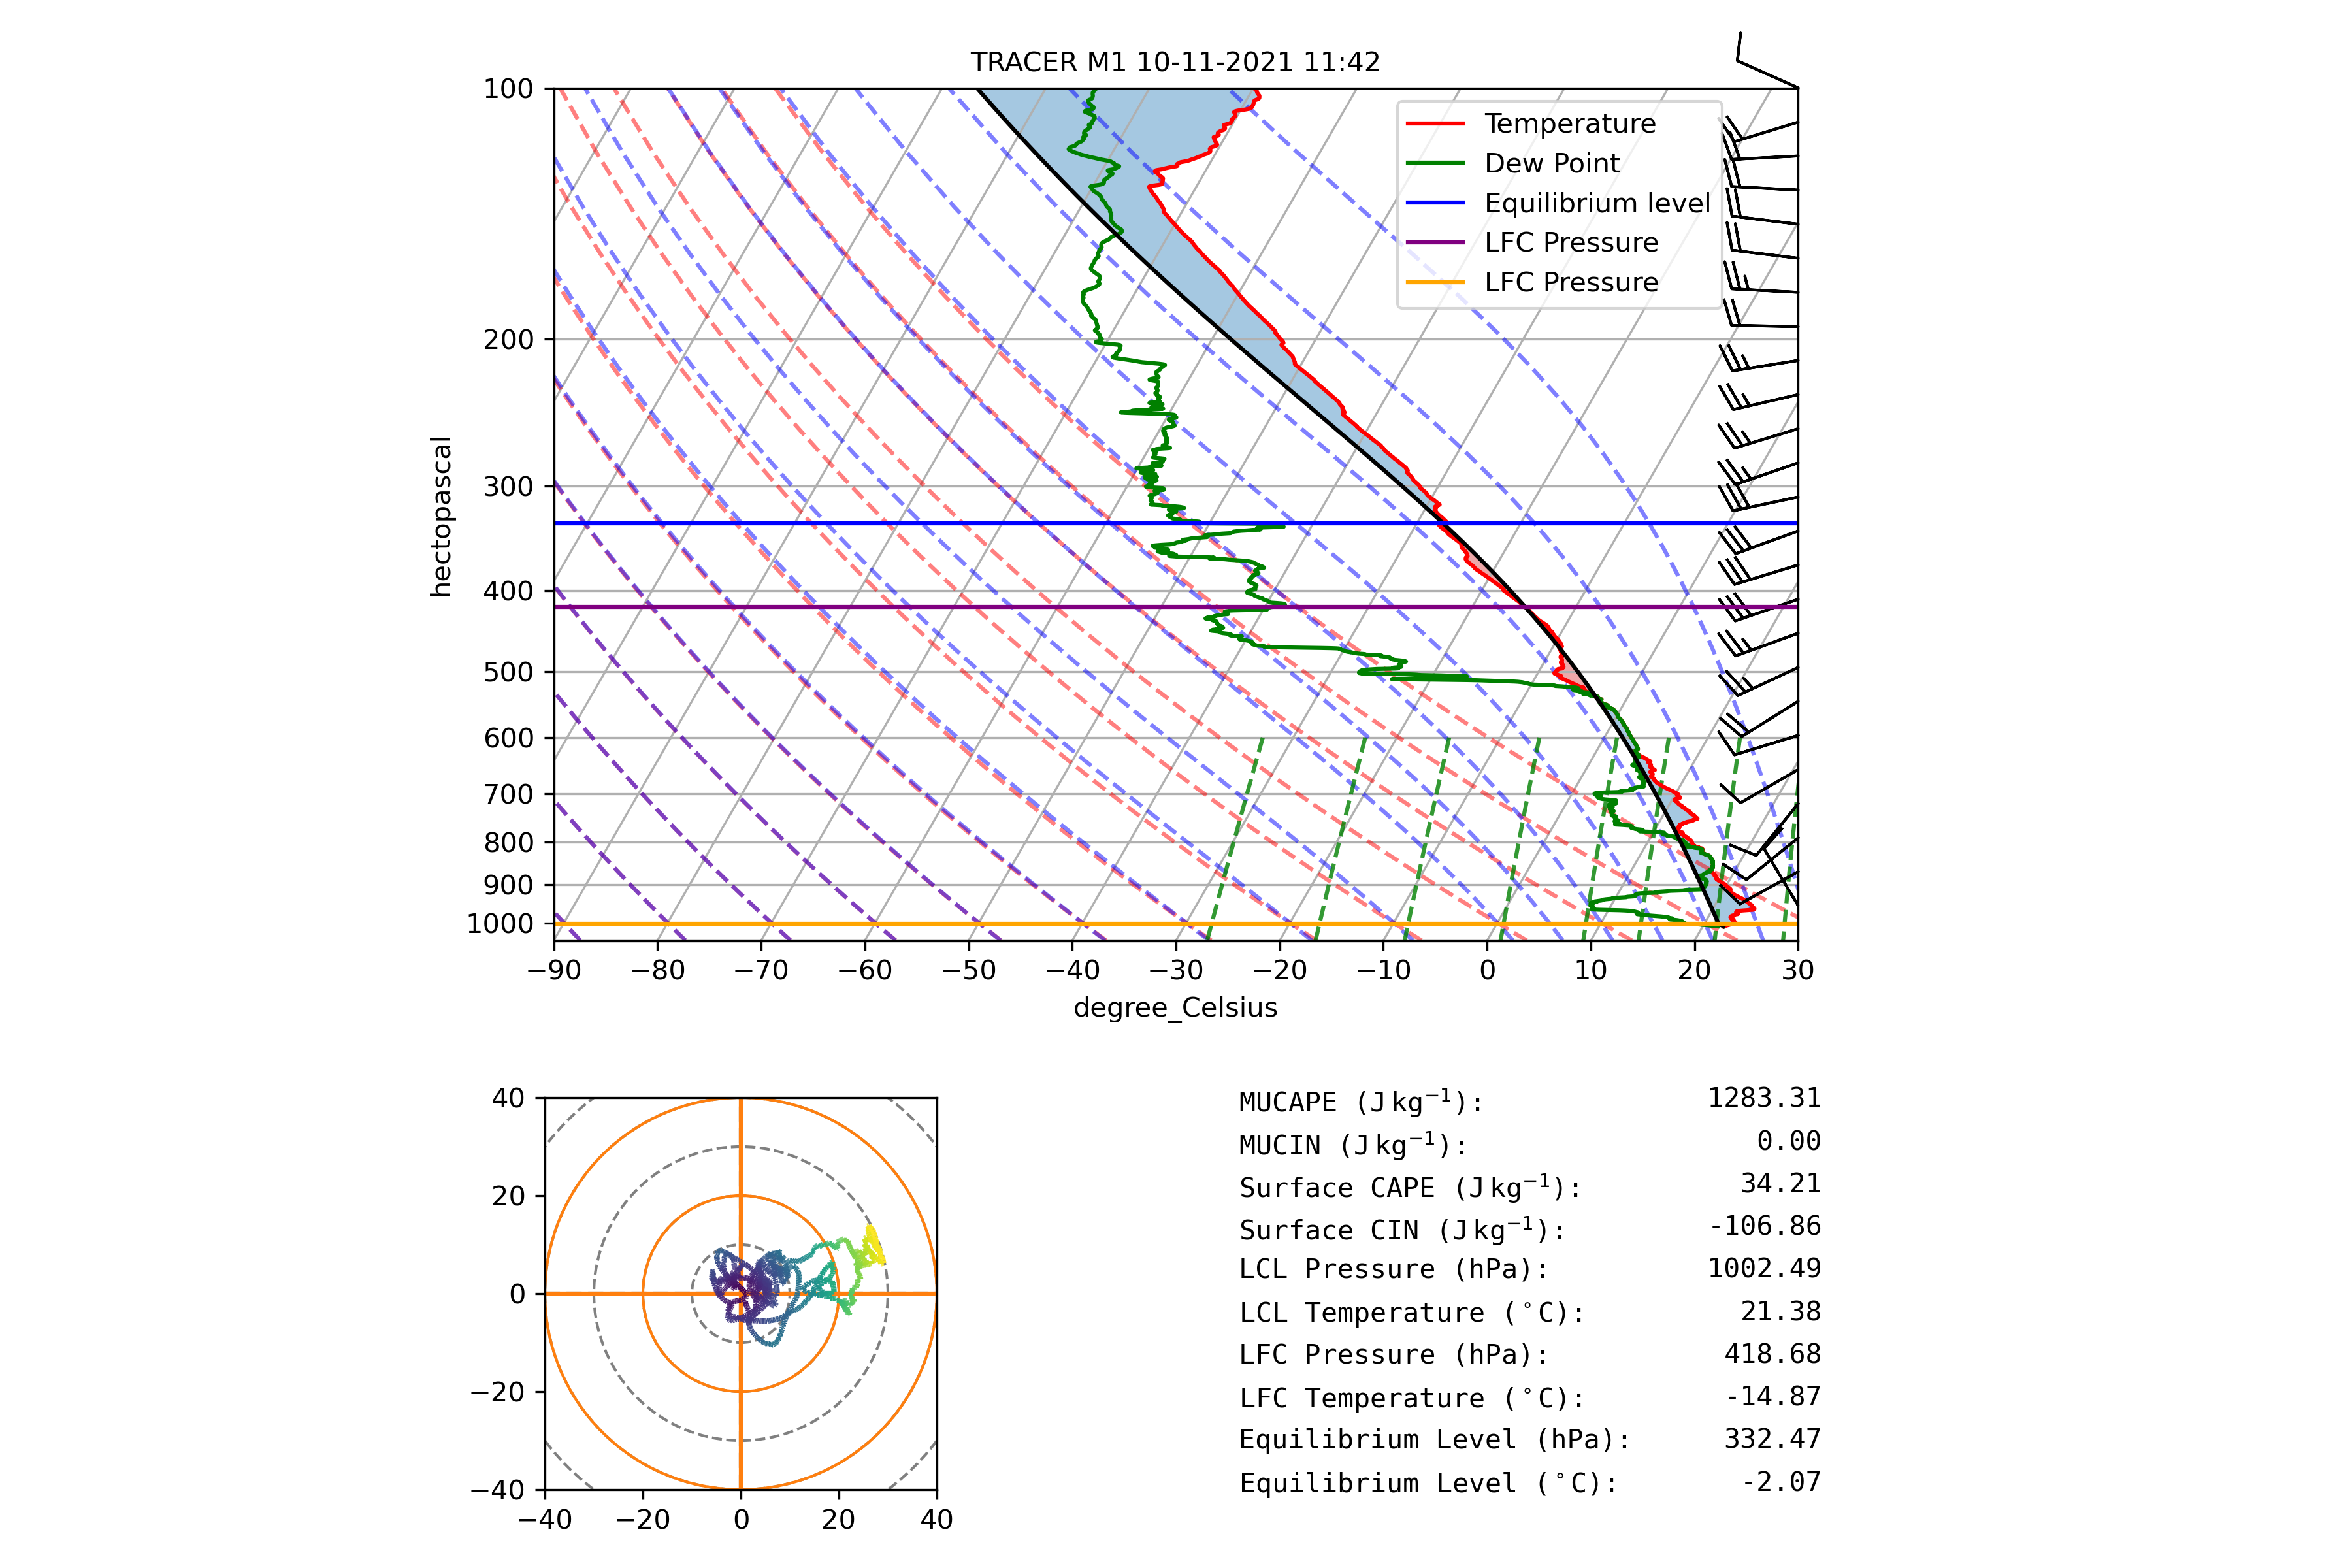 TRACER M1 10-11-2021 11:42
100
200
300
400
500
600
700
800
900
1000
hectopascal
Temperature
Dew Point
Equilibrium level
LFC Pressure
LFC Pressure
−90 −80 −70 −60 −50 −40 −30 −20 −10 0 10 20 30
degree_Celsius
40
20
0
−20
−40
−40 −20 0 20 40
MUCAPE (J kg⁻¹): 1283.31
MUCIN (J kg⁻¹): 0.00
Surface CAPE (J kg⁻¹): 34.21
Surface CIN (J kg⁻¹): -106.86
LCL Pressure (hPa): 1002.49
LCL Temperature (°C): 21.38
LFC Pressure (hPa): 418.68
LFC Temperature (°C): -14.87
Equilibrium Level (hPa): 332.47
Equilibrium Level (°C): -2.07